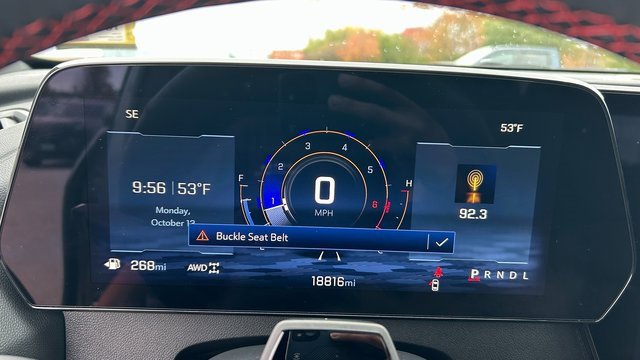 SE
53°F
3 4
2 5
1 6
F H
0
MPH
9:56 53°F
Monday,
October
92.3
Buckle Seat Belt
268mi
AWD
18816mi
P R N D L